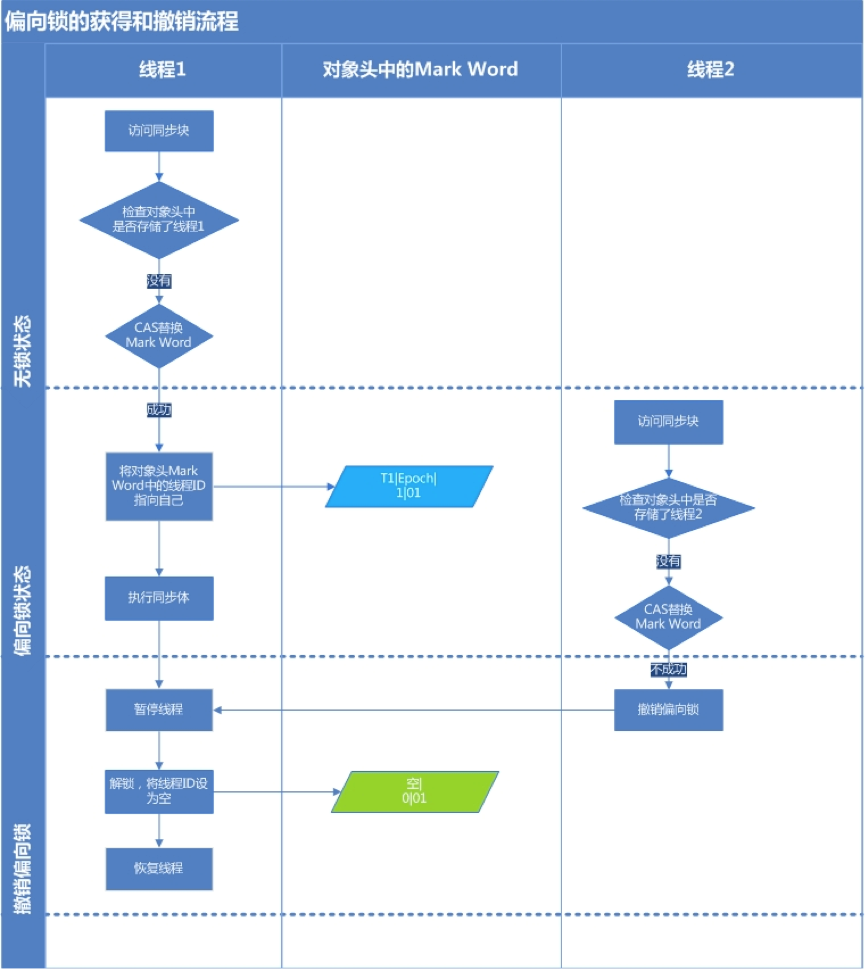 偏向锁的获得和撤销流程
线程1
对象头中的Mark Word
线程2
无锁状态
访问同步块
检查对象头中
是否存储了线程1
没有
CAS替换
Mark Word
偏向锁状态
成功
将对象头Mark
Word中的线程ID
指向自己
T1|Epoch|
1|01
执行同步体
访问同步块
检查对象头中是否
存储了线程2
没有
CAS替换
Mark Word
不成功
撤销偏向锁
撤销偏向锁
暂停线程
解锁，将线程ID设
为空
空|
0|01
恢复线程